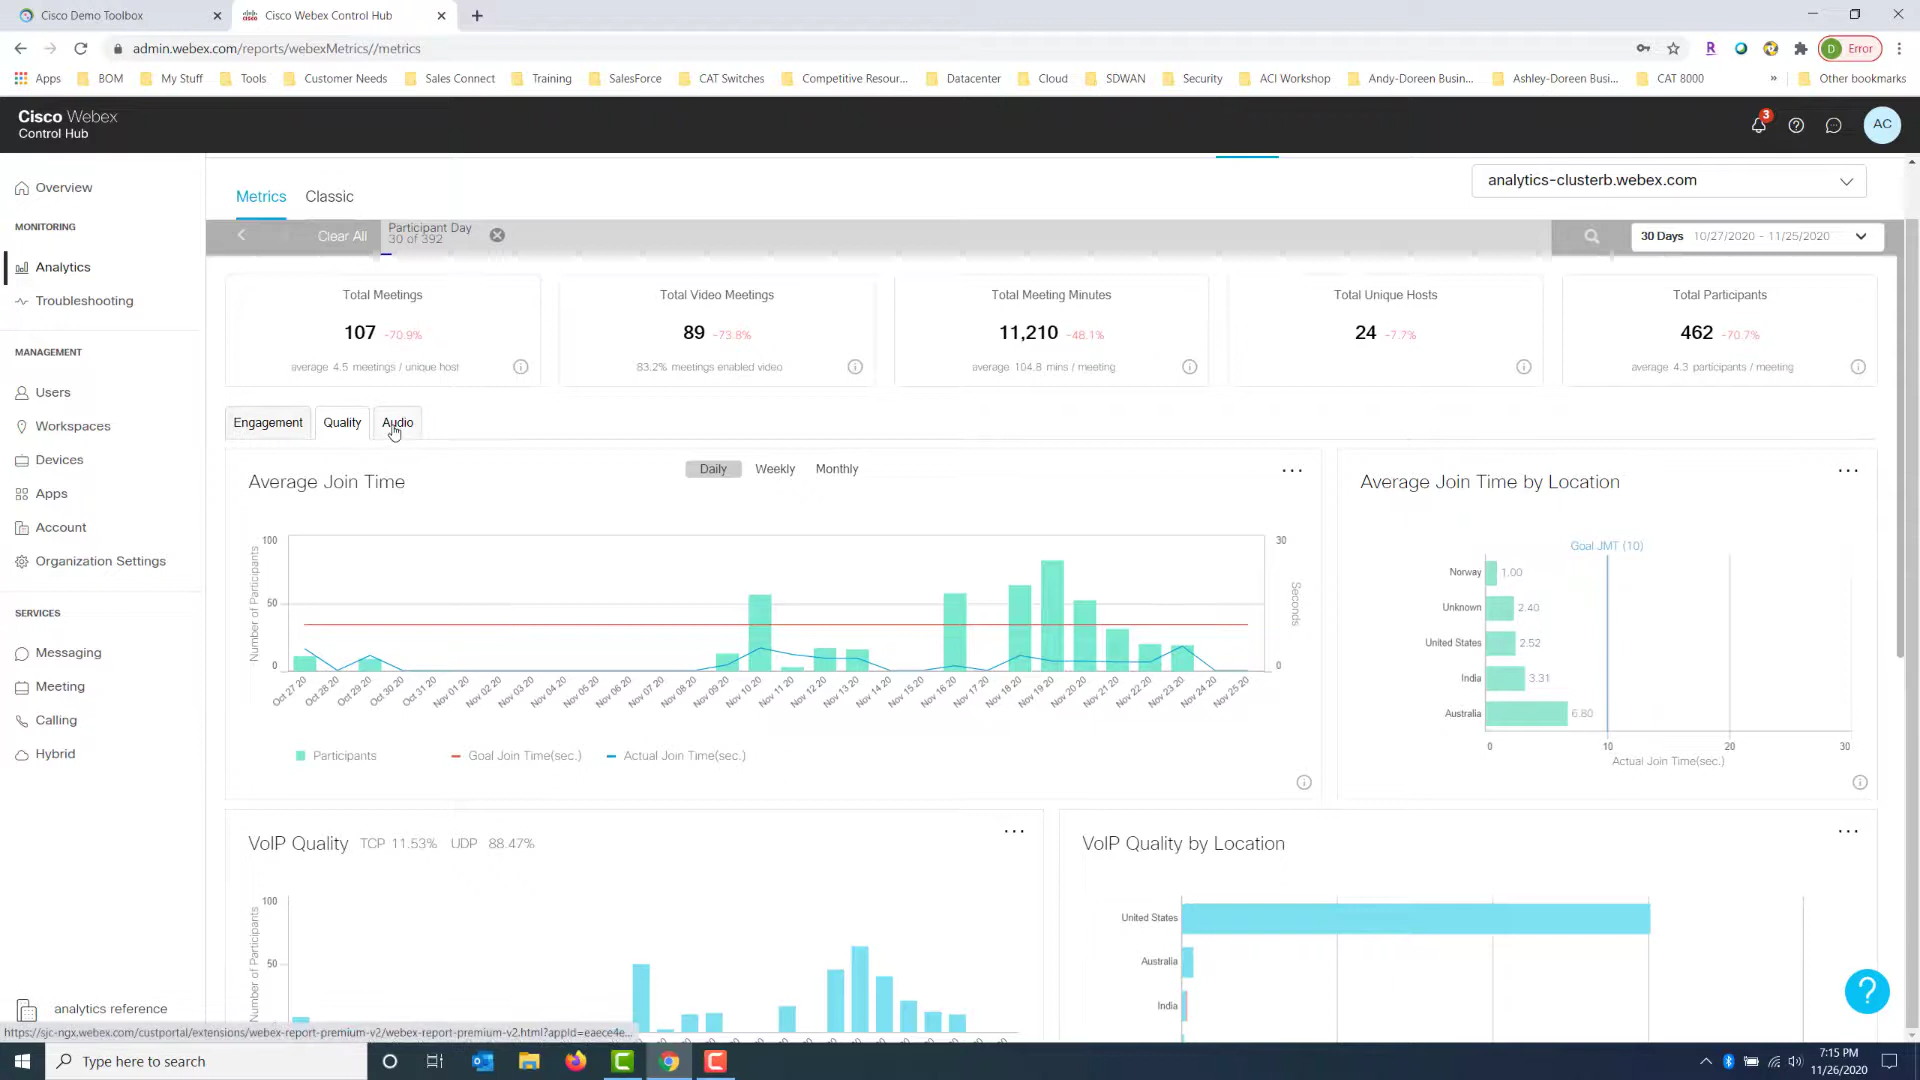 Cisco Demo Toolbox
Cisco Webex Control Hub
admin.webex.com/reports/webexMetrics//metrics
R
D Error
Apps BOM My Stuff Tools Customer Needs Sales Connect Training SalesForce CAT Switches Competitive Resour... Datacenter Cloud SDWAN Security ACI Workshop Andy-Doreen Busin... Ashley-Doreen Busi... CAT 8000 » Other bookmarks
Cisco Webex
Control Hub
3
AC
Overview
MONITORING
Analytics
Troubleshooting
MANAGEMENT
Users
Workspaces
Devices
Apps
Account
Organization Settings
SERVICES
Messaging
Meeting
Calling
Hybrid
analytics reference
Metrics Classic
analytics-clusterb.webex.com
Clear All
Participant Day
30 of 392
30 Days 10/27/2020 - 11/25/2020
Total Meetings
107 -70.9%
average 4.5 meetings / unique host
Total Video Meetings
89 -73.8%
83.2% meetings enabled video
Total Meeting Minutes
11,210 -48.1%
average 104.8 mins / meeting
Total Unique Hosts
24 -7.7%
Total Participants
462 -70.7%
average 4.3 participants / meeting
Engagement Quality Audio
Average Join Time
Daily Weekly Monthly
Number of Participants
100
50
0
30
0
Seconds
Oct 27 20 Oct 28 20 Oct 29 20 Oct 30 20 Oct 31 20 Nov 01 20 Nov 02 20 Nov 03 20 Nov 04 20 Nov 05 20 Nov 06 20 Nov 07 20 Nov 08 20 Nov 09 20 Nov 10 20 Nov 11 20 Nov 12 20 Nov 13 20 Nov 14 20 Nov 15 20 Nov 16 20 Nov 17 20 Nov 18 20 Nov 19 20 Nov 20 20 Nov 21 20 Nov 22 20 Nov 23 20 Nov 24 20 Nov 25 20
Participants Goal Join Time(sec.) Actual Join Time(sec.)
Average Join Time by Location
Goal JMT (10)
Norway 1.00
Unknown 2.40
United States 2.52
India 3.31
Australia 6.80
0 10 20 30
Actual Join Time(sec.)
VoIP Quality TCP 11.53% UDP 88.47%
Number of Participants
100
50
VoIP Quality by Location
United States
Australia
India
?
https://sjc-ngx.webex.com/custportal/extensions/webex-report-premium-v2/webex-report-premium-v2.html?appId=eaece4e...
Type here to search
7:15 PM
11/26/2020